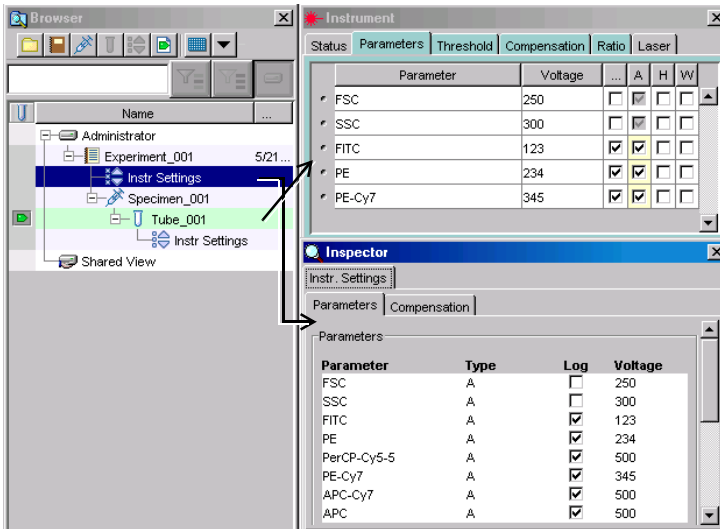 Browser
Name ...
Administrator
Experiment_001 5/21...
Instr Settings
Specimen_001
Tube_001
Instr Settings
Shared View
Instrument
Status Parameters Threshold Compensation Ratio Laser
Parameter Voltage ... A H W
FSC 250
SSC 300
FITC 123
PE 234
PE-Cy7 345
Inspector
Instr. Settings
Parameters Compensation
Parameters
Parameter Type Log Voltage
FSC A 250
SSC A 300
FITC A 123
PE A 234
PerCP-Cy5-5 A 500
PE-Cy7 A 345
APC-Cy7 A 500
APC A 500